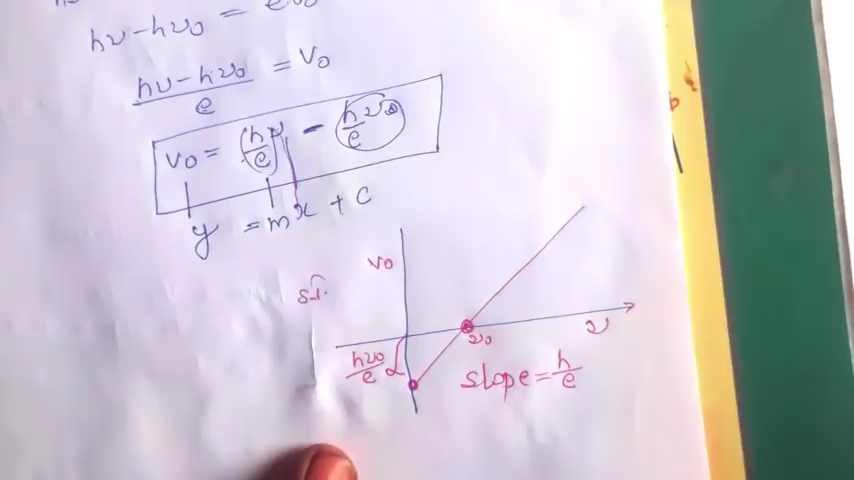 hν-hν₀ = eV₀
hν-hν₀/e = V₀
V₀ = (h/e)ν - hν₀/e
y = mx + c
V₀
ν₀
ν
hν₀/e
slope = h/e